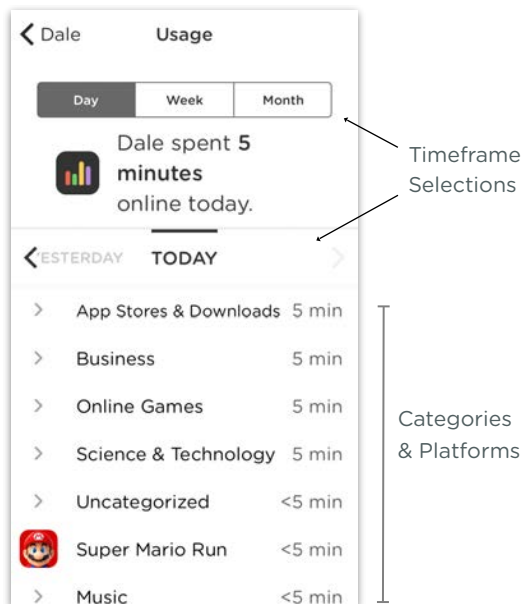 Dale Usage
Day Week Month
Dale spent 5
minutes
online today.
Timeframe
Selections
YESTERDAY TODAY
App Stores & Downloads 5 min
Business 5 min
Online Games 5 min
Science & Technology 5 min
Uncategorized <5 min
Super Mario Run <5 min
Music <5 min
Categories
& Platforms